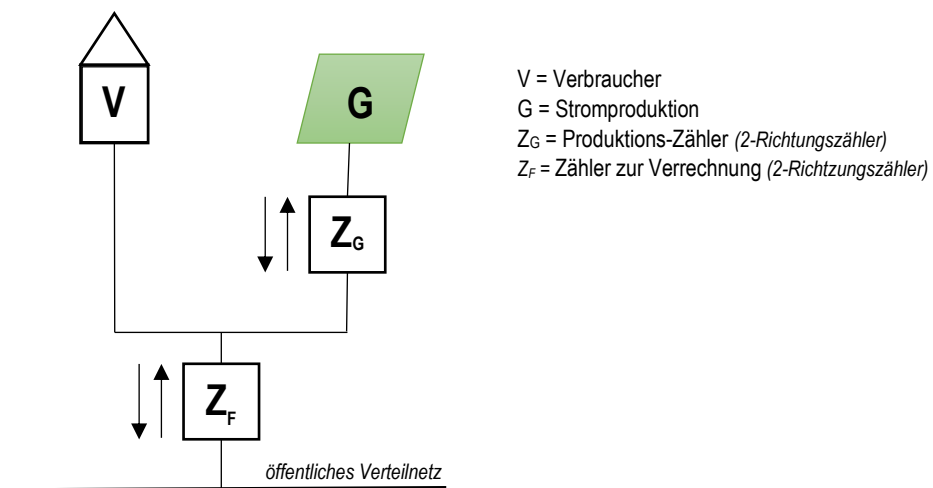 V
G
V = Verbraucher
G = Stromproduktion
ZG = Produktions-Zähler (2-Richtungszähler)
ZF = Zähler zur Verrechnung (2-Richtzungszähler)
ZG
ZF
öffentliches Verteilnetz